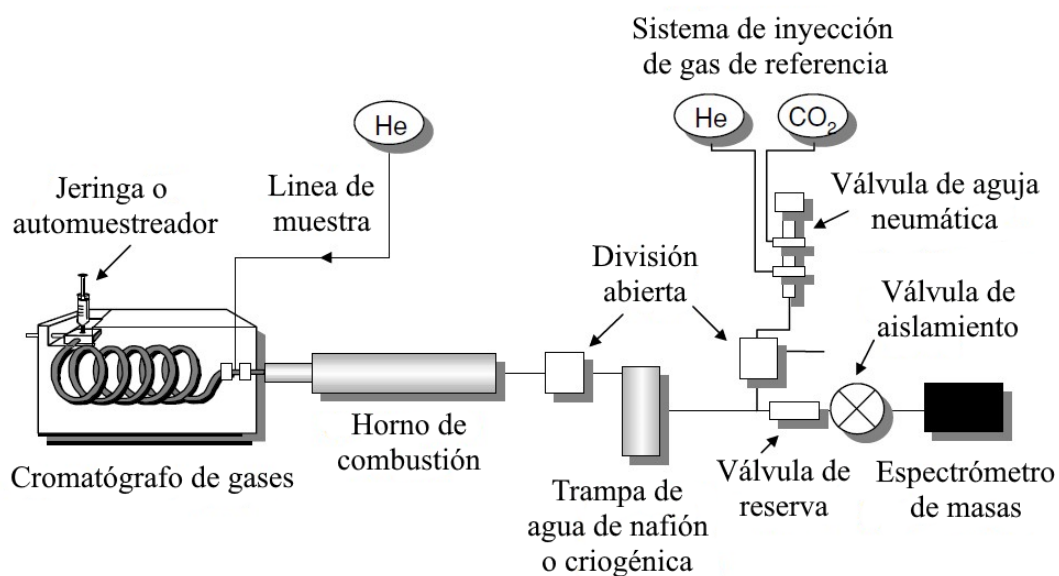 Sistema de inyección
de gas de referencia
He
He
CO2
Jeringa o
automuestreador
Linea de
muestra
Válvula de aguja
neumática
División
abierta
Válvula de
aislamiento
Horno de
combustión
Cromatógrafo de gases
Trampa de
agua de nafión
o criogénica
Válvula de
reserva
Espectrómetro
de masas